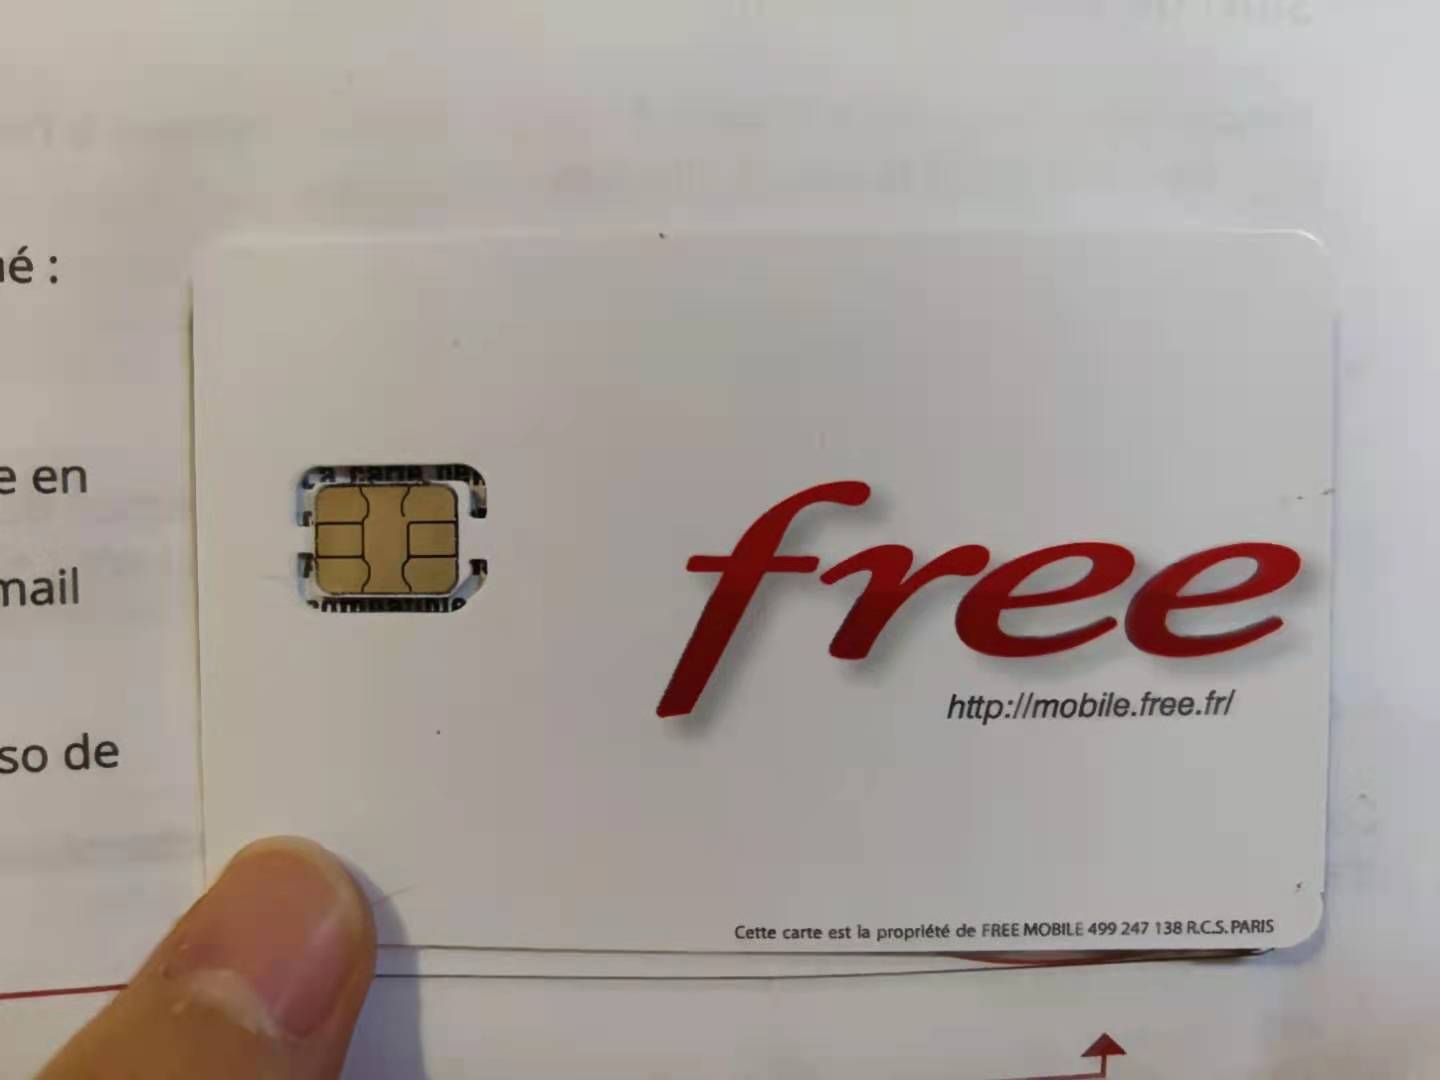 é :
e en
mail
so de
free
http://mobile.free.fr/
Cette carte est la propriété de FREE MOBILE 499 247 138 R.C.S. PARIS